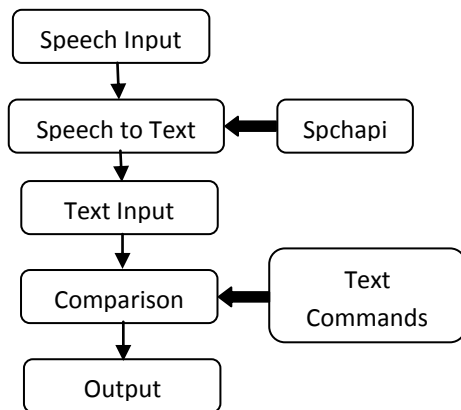 Speech Input
Speech to Text
Spchapi
Text Input
Comparison
Text
Commands
Output